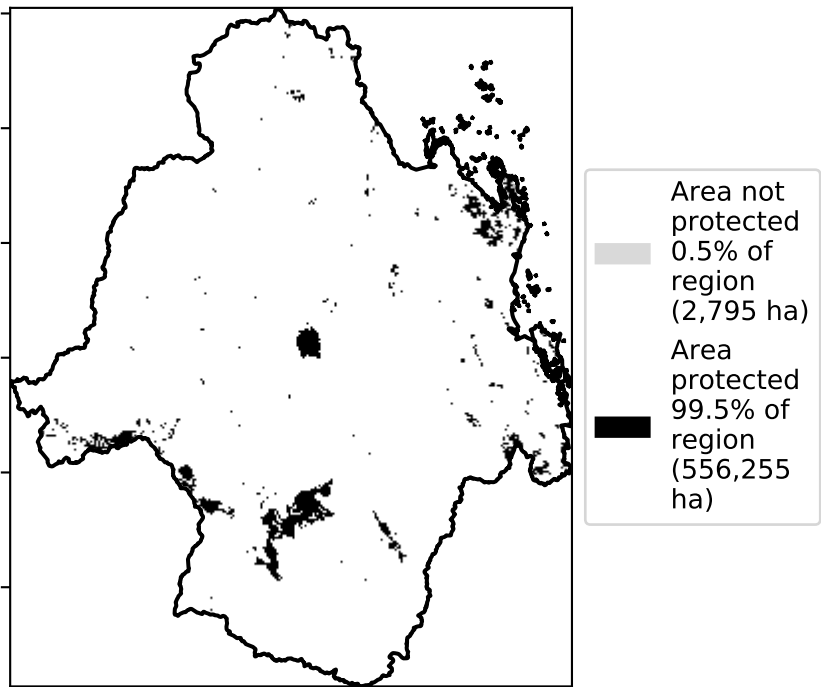 Area not
protected
0.5% of
region
(2,795 ha)
Area
protected
99.5% of
region
(556,255
ha)